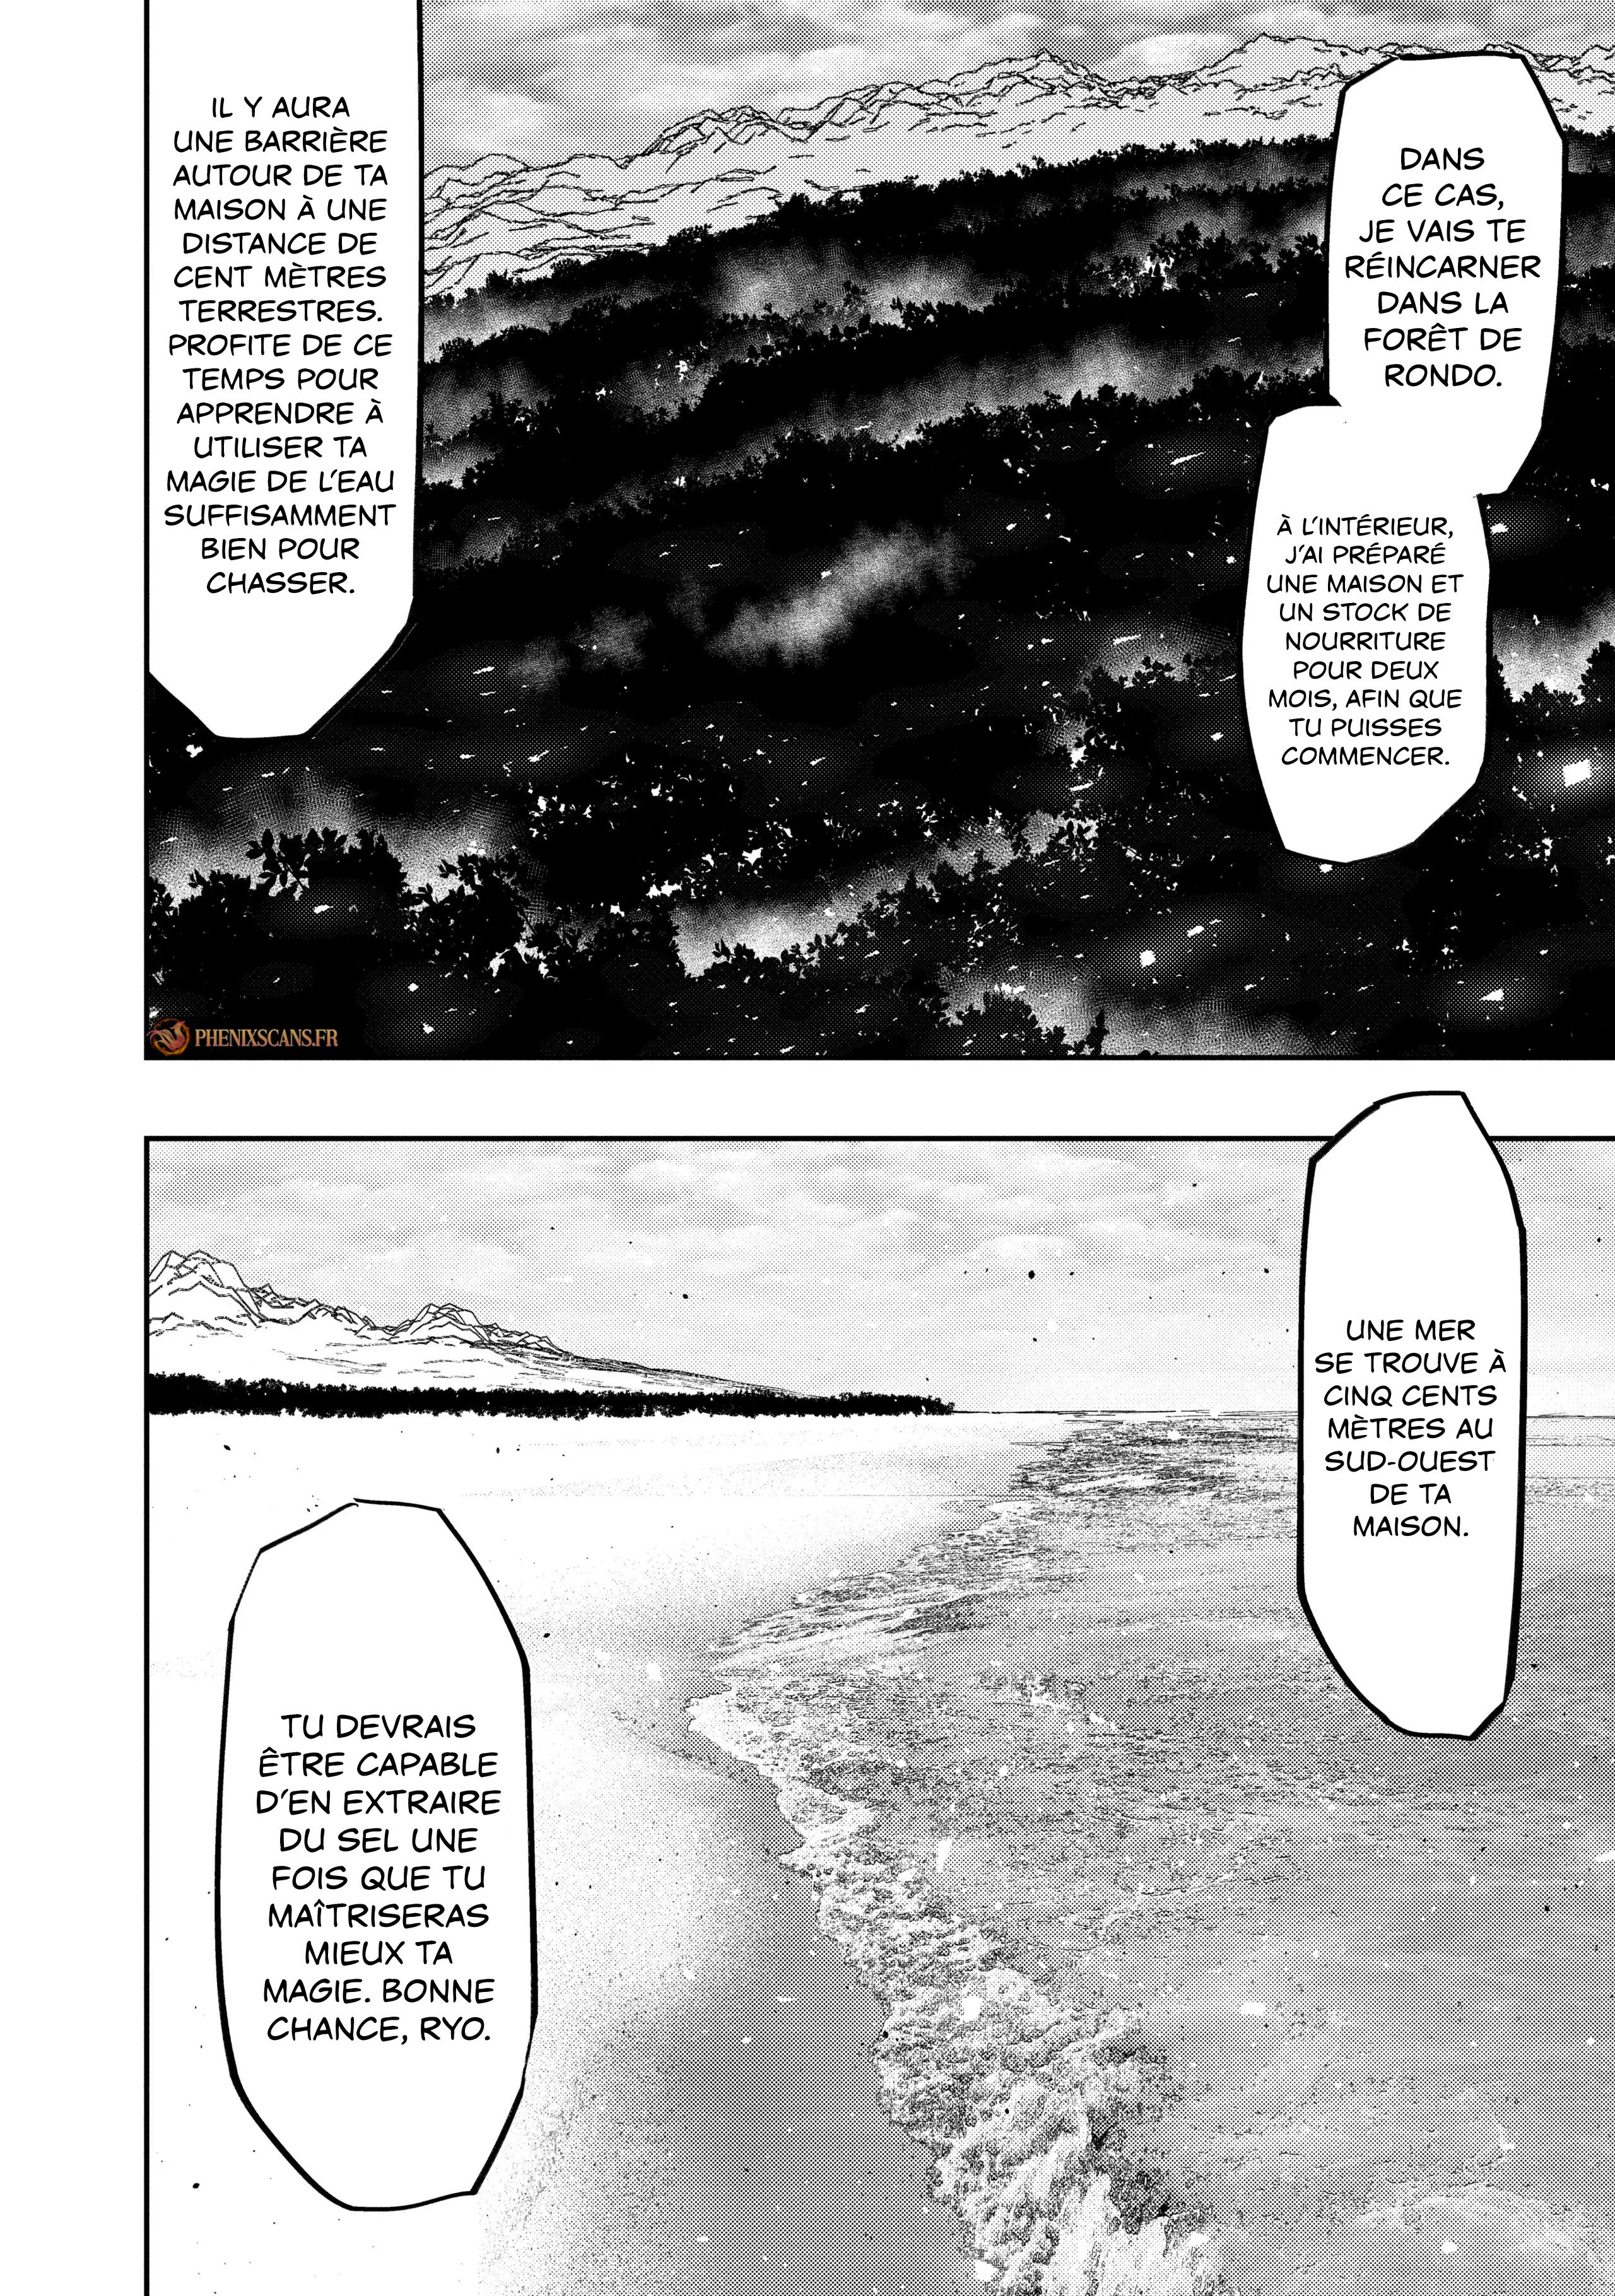 DANS
CE CAS,
JE VAIS TE
RÉINCARNER
DANS LA
FORÊT DE
RONDO.
À L'INTÉRIEUR,
J'AI PRÉPARÉ
UNE MAISON ET
UN STOCK DE
NOURRITURE
POUR DEUX
MOIS, AFIN QUE
TU PUISSES
COMMENCER.
IL Y AURA
UNE BARRIÈRE
AUTOUR DE TA
MAISON À UNE
DISTANCE DE
CENT MÈTRES
TERRESTRES.
PROFITE DE CE
TEMPS POUR
APPRENDRE À
UTILISER TA
MAGIE DE L'EAU
SUFFISAMMENT
BIEN POUR
CHASSER.
PHENIXSCANS.FR
UNE MER
SE TROUVE À
CINQ CENTS
MÈTRES AU
SUD-OUEST
DE TA
MAISON.
TU DEVRAIS
ÊTRE CAPABLE
D'EN EXTRAIRE
DU SEL UNE
FOIS QUE TU
MAÎTRISERAS
MIEUX TA
MAGIE. BONNE
CHANCE, RYO.